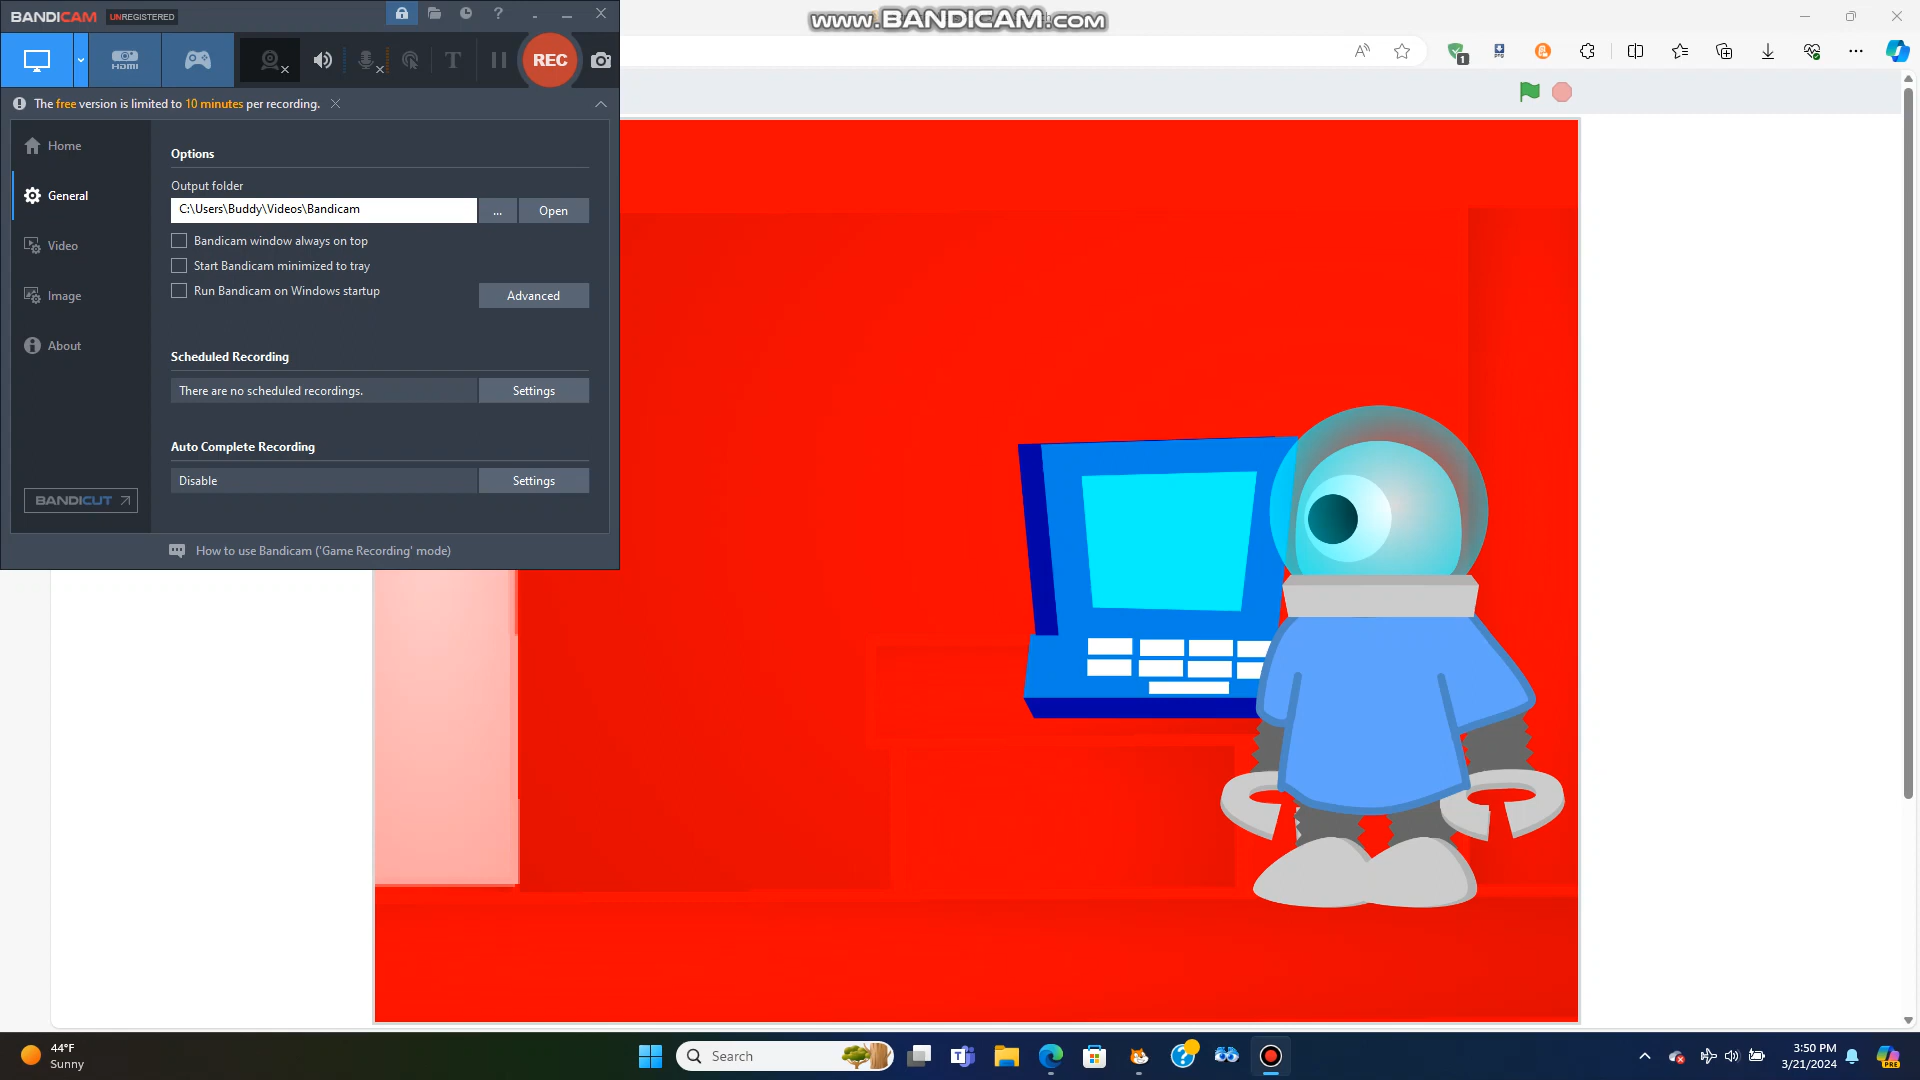 BANDICAM UNREGISTERED
www.BANDICAM.com
HDMI
T
REC
The free version is limited to 10 minutes per recording.
Home
General
Video
Image
About
BANDICUT
Options
Output folder
C:\Users\Buddy\Videos\Bandicam
...
Open
Bandicam window always on top
Start Bandicam minimized to tray
Run Bandicam on Windows startup
Advanced
Scheduled Recording
There are no scheduled recordings.
Settings
Auto Complete Recording
Disable
Settings
How to use Bandicam ('Game Recording' mode)
1
44°F
Sunny
Search
3:50 PM
3/21/2024
PRE